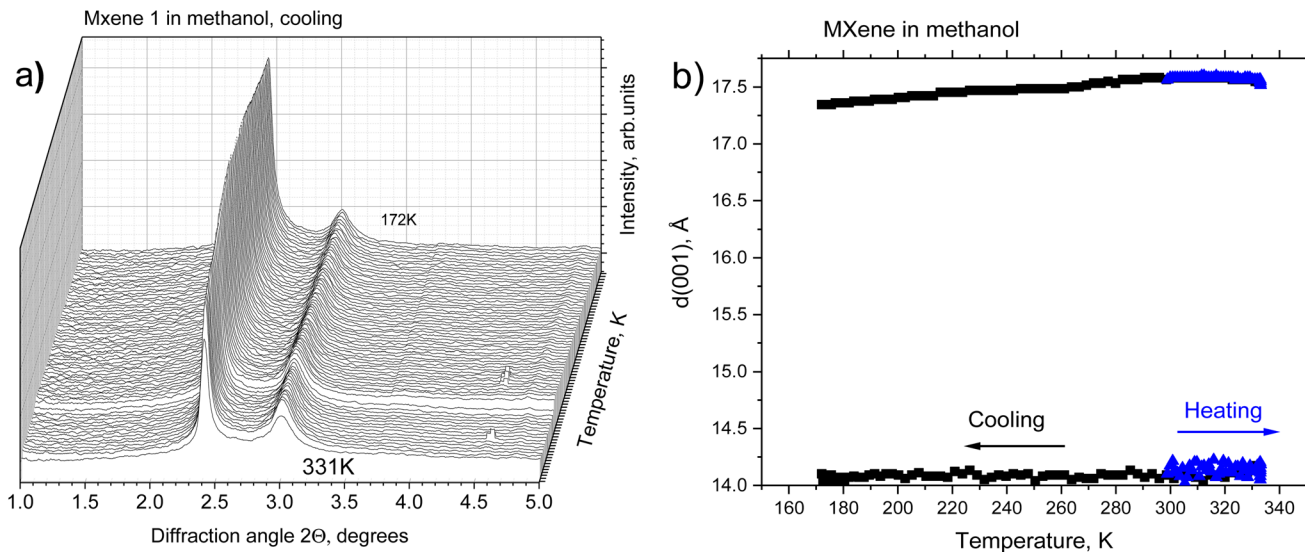 Mxene 1 in methanol, cooling
a)
172K
331K
1.0 1.5 2.0 2.5 3.0 3.5 4.0 4.5 5.0
Diffraction angle 2Θ, degrees
Temperature, K
Intensity, arb.units
MXene in methanol
b)
17.5
17.0
16.5
16.0
15.5
15.0
14.5
14.0
d(001), Å
Cooling
Heating
160 180 200 220 240 260 280 300 320 340
Temperature, K